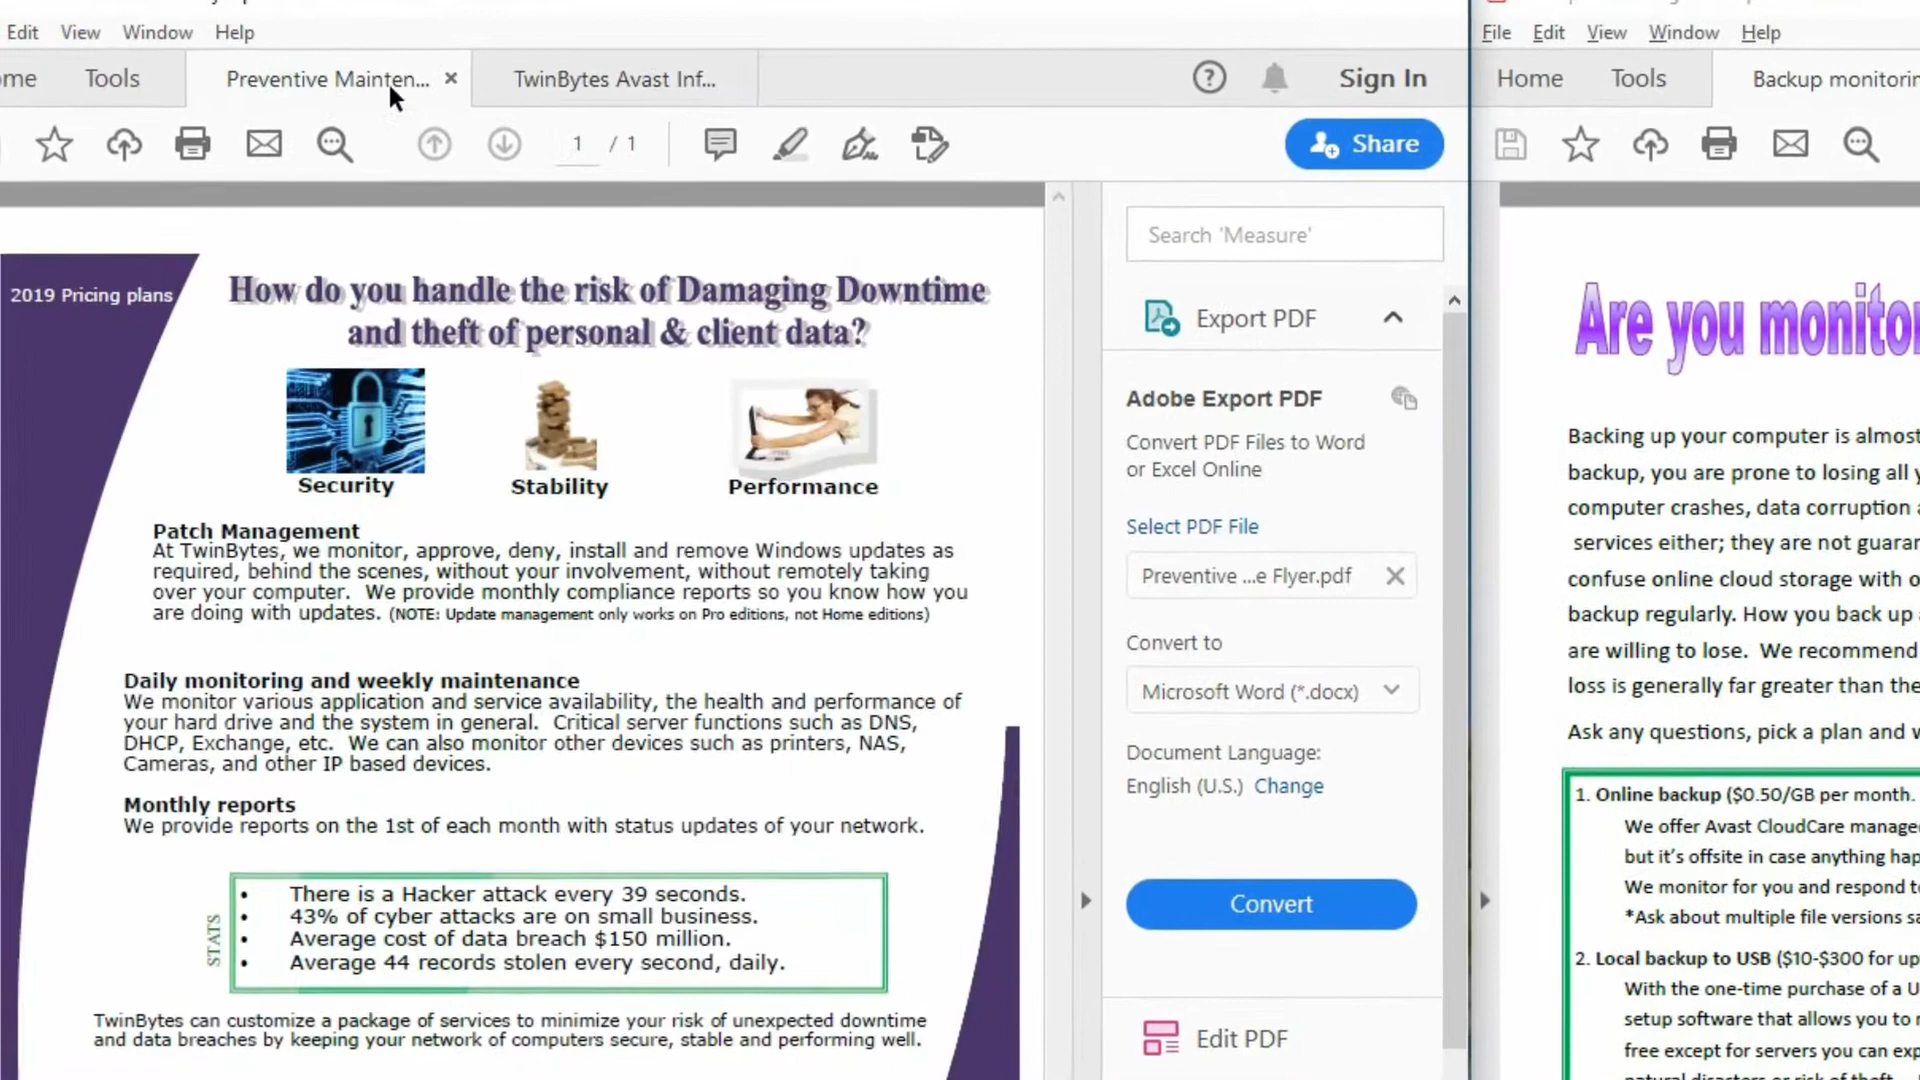 Edit View Window Help
File Edit View Window Help
Tools
Preventive Mainten...
TwinBytes Avast Inf...
Sign In
Home
Tools
1 / 1
Share
Search 'Measure'
2019 Pricing plans
How do you handle the risk of Damaging Downtime
and theft of personal & client data?
Security
Stability
Performance
Patch Management
At TwinBytes, we monitor, approve, deny, install and remove Windows updates as
required, behind the scenes, without your involvement, without remotely taking
over your computer. We provide monthly compliance reports so you know how you
are doing with updates. (NOTE: Update management only works on Pro editions, not Home editions)
Daily monitoring and weekly maintenance
We monitor various application and service availability, the health and performance of
your hard drive and the system in general. Critical server functions such as DNS,
DHCP, Exchange, etc. We can also monitor other devices such as printers, NAS,
Cameras, and other IP based devices.
Monthly reports
We provide reports on the 1st of each month with status updates of your network.
STATS
• There is a Hacker attack every 39 seconds.
• 43% of cyber attacks are on small business.
• Average cost of data breach $150 million.
• Average 44 records stolen every second, daily.
TwinBytes can customize a package of services to minimize your risk of unexpected downtime
and data breaches by keeping your network of computers secure, stable and performing well.
Export PDF
Adobe Export PDF
Convert PDF Files to Word
or Excel Online
Select PDF File
Preventive ...e Flyer.pdf
Convert to
Microsoft Word (*.docx)
Document Language:
English (U.S.) Change
Convert
Edit PDF
Are you
Backing up your computer is almost
backup, you are prone to losing all
computer crashes, data corruption
services either; they are not
confuse online cloud storage with
backup regularly. How you back up
are willing to lose. We recommend
loss is generally far greater than the
Ask any questions, pick a plan and
1. Online backup ($0.50/GB per month.
We offer Avast CloudCare
but it's offsite in case anything
We monitor for you and respond
*Ask about multiple file versions
2. Local backup to USB ($10-$300 for
With the one-time purchase of a
setup software that allows you to
free except for servers you can
natural disasters or risk of theft.